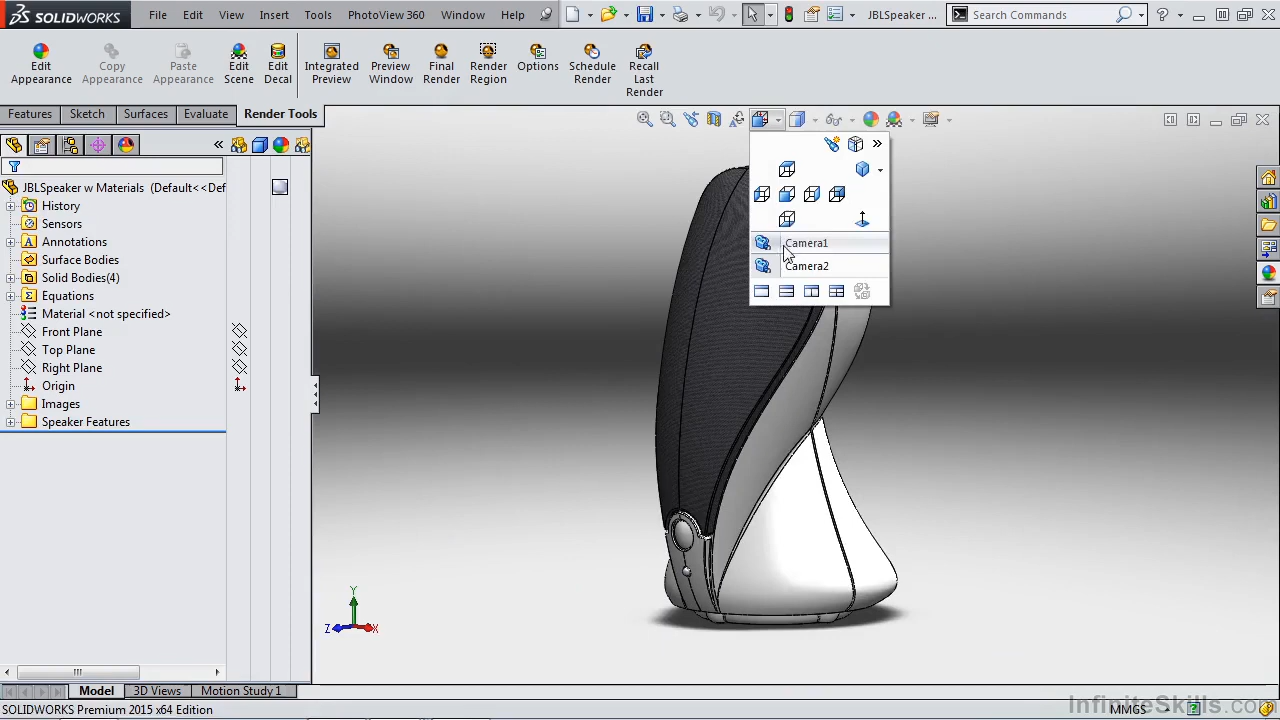 SOLIDWORKS File Edit View Insert Tools PhotoView 360 Window Help JBLSpeaker ... Search Commands
Edit Appearance
Copy Appearance
Paste Appearance
Edit Scene
Edit Decal
Integrated Preview
Preview Window
Final Render
Render Region
Options
Schedule Render
Recall Last Render
Features Sketch Surfaces Evaluate Render Tools
JBLSpeaker w Materials (Default<<Def
History
Sensors
Annotations
Surface Bodies
Solid Bodies(4)
Equations
Material <not specified>
Front Plane
Top Plane
Right Plane
Origin
Images
Speaker Features
Camera1
Camera2
Y
Z X
Model 3D Views Motion Study 1
SOLIDWORKS Premium 2015 x64 Edition MMGS
InfiniteSkills.com